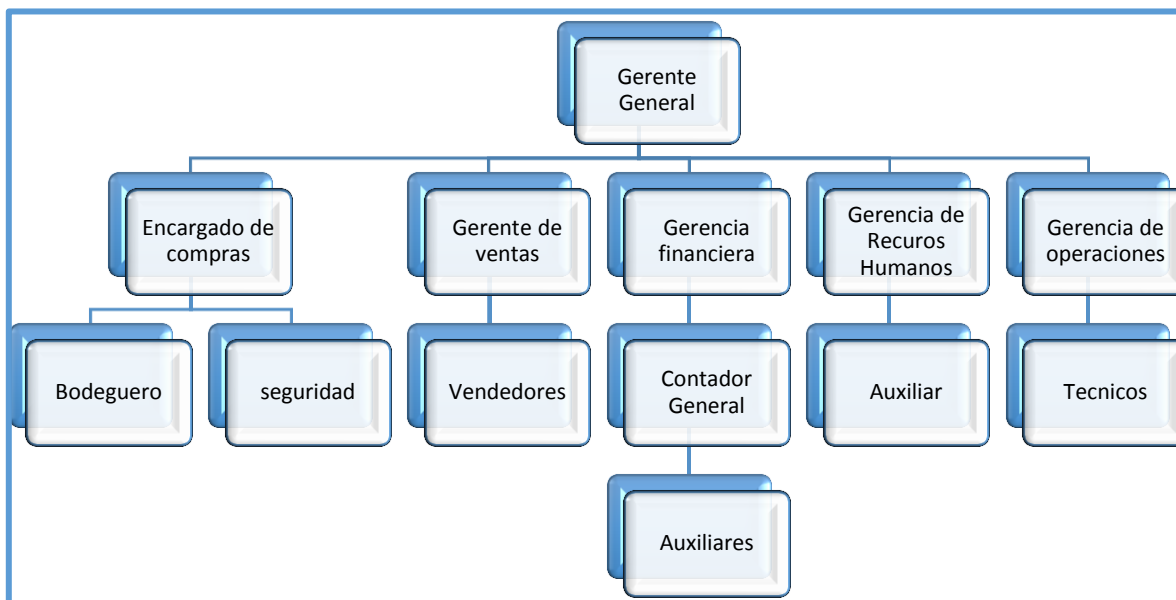 Gerente
General
Encargado de
compras
Gerente de
ventas
Gerencia
financiera
Gerencia de
Recuros
Humanos
Gerencia de
operaciones
Bodeguero
seguridad
Vendedores
Contador
General
Auxiliar
Tecnicos
Auxiliares